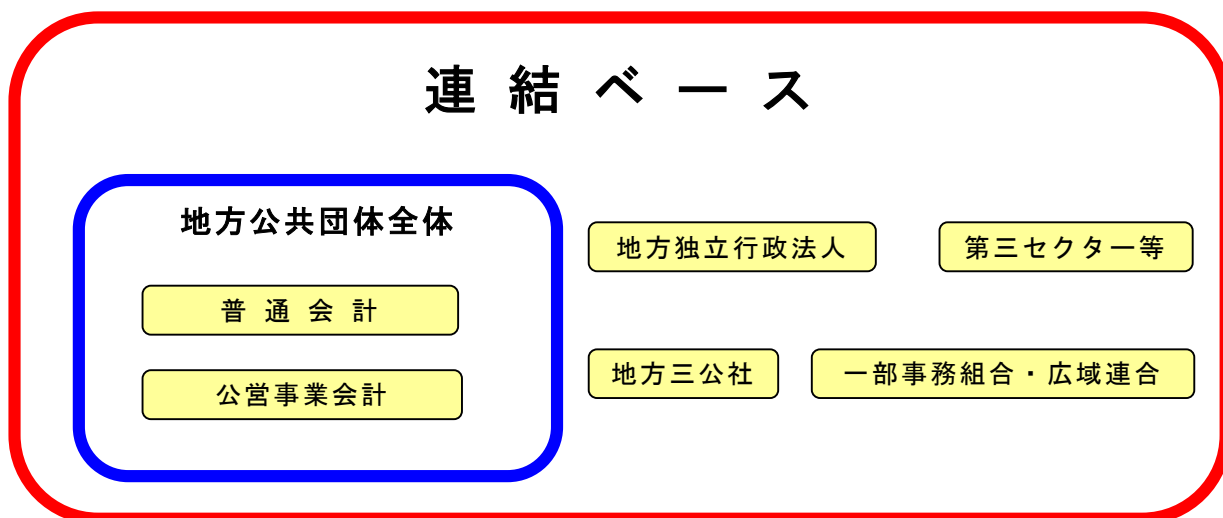 連結ベース
地方公共団体全体
普通会計
公営事業会計
地方独立行政法人
第三セクター等
地方三公社
一部事務組合・広域連合